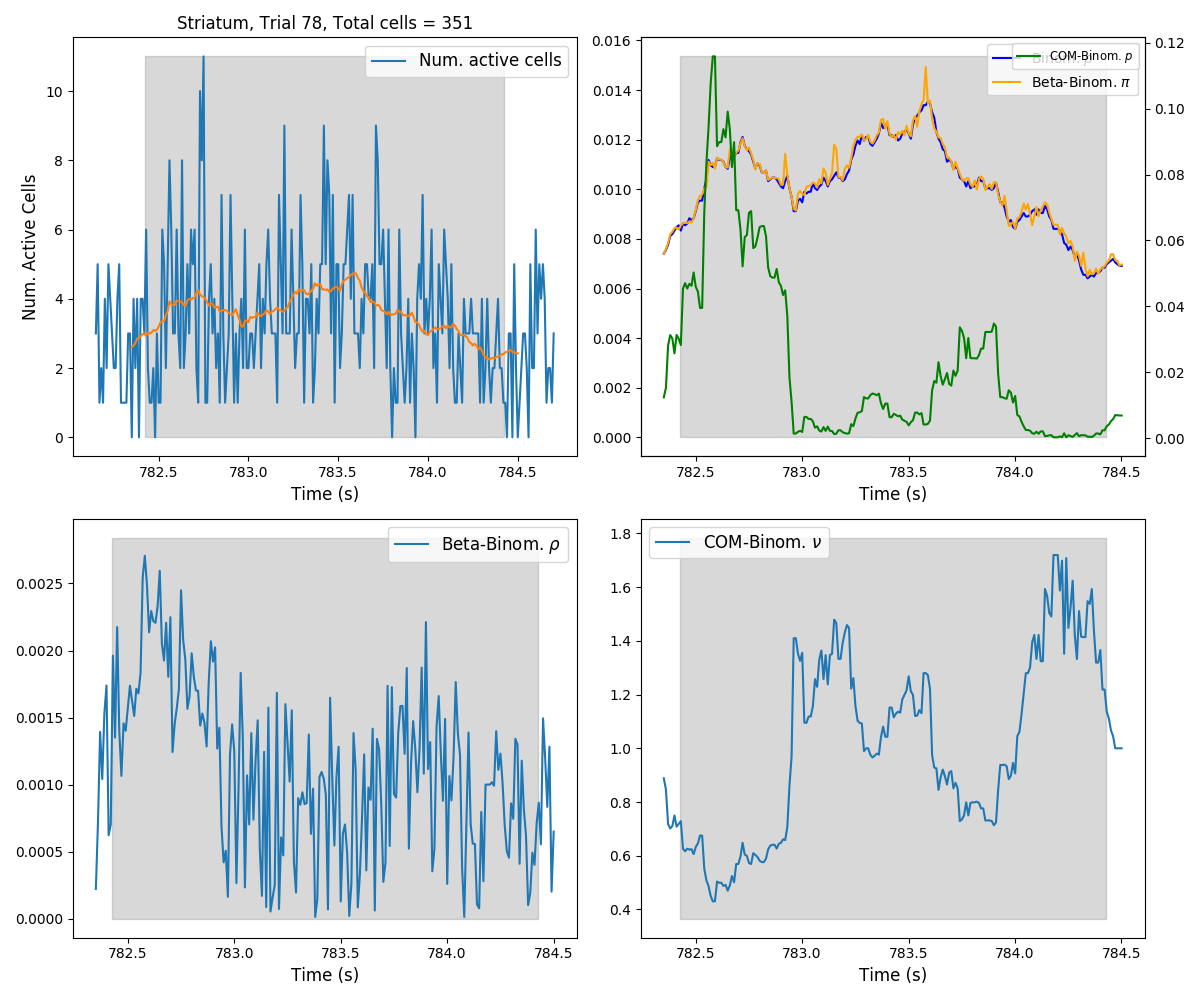 Striatum, Trial 78, Total cells = 351
Num. active cells
Num. Active Cells
10
8
6
4
2
0
782.5 783.0 783.5 784.0 784.5
Time (s)
COM-Binom. p
Beta-Binom. π
0.016
0.014
0.012
0.010
0.008
0.006
0.004
0.002
0.000
0.12
0.10
0.08
0.06
0.04
0.02
0.00
782.5 783.0 783.5 784.0 784.5
Time (s)
Beta-Binom. ρ
0.0025
0.0020
0.0015
0.0010
0.0005
0.0000
782.5 783.0 783.5 784.0 784.5
Time (s)
COM-Binom. ν
1.8
1.6
1.4
1.2
1.0
0.8
0.6
0.4
782.5 783.0 783.5 784.0 784.5
Time (s)